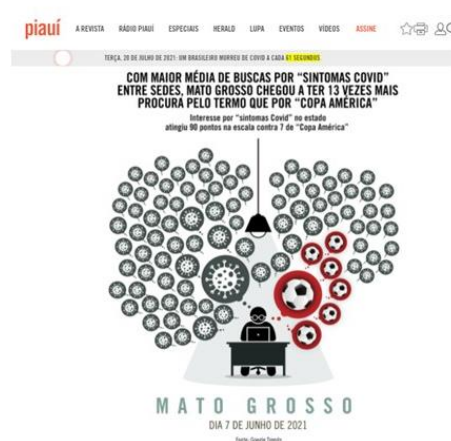 piauí A REVISTA RÁDIO PIAUÍ ESPECIAIS HERALD LUPA EVENTOS VÍDEOS ASSINE
TERÇA, 20 DE JULHO DE 2021: UM BRASILEIRO MORREU DE COVID A CADA 61 SEGUNDOS
COM MAIOR MÉDIA DE BUSCAS POR “SINTOMAS COVID”
ENTRE SEDES, MATO GROSSO CHEGOU A TER 13 VEZES MAIS
PROCURA PELO TERMO QUE POR “COPA AMÉRICA”
Interesse por “sintomas Covid” no estado
atingiu 90 pontos na escala contra 7 de “Copa América”
MATO GROSSO
DIA 7 DE JUNHO DE 2021
Fonte: Google Trends